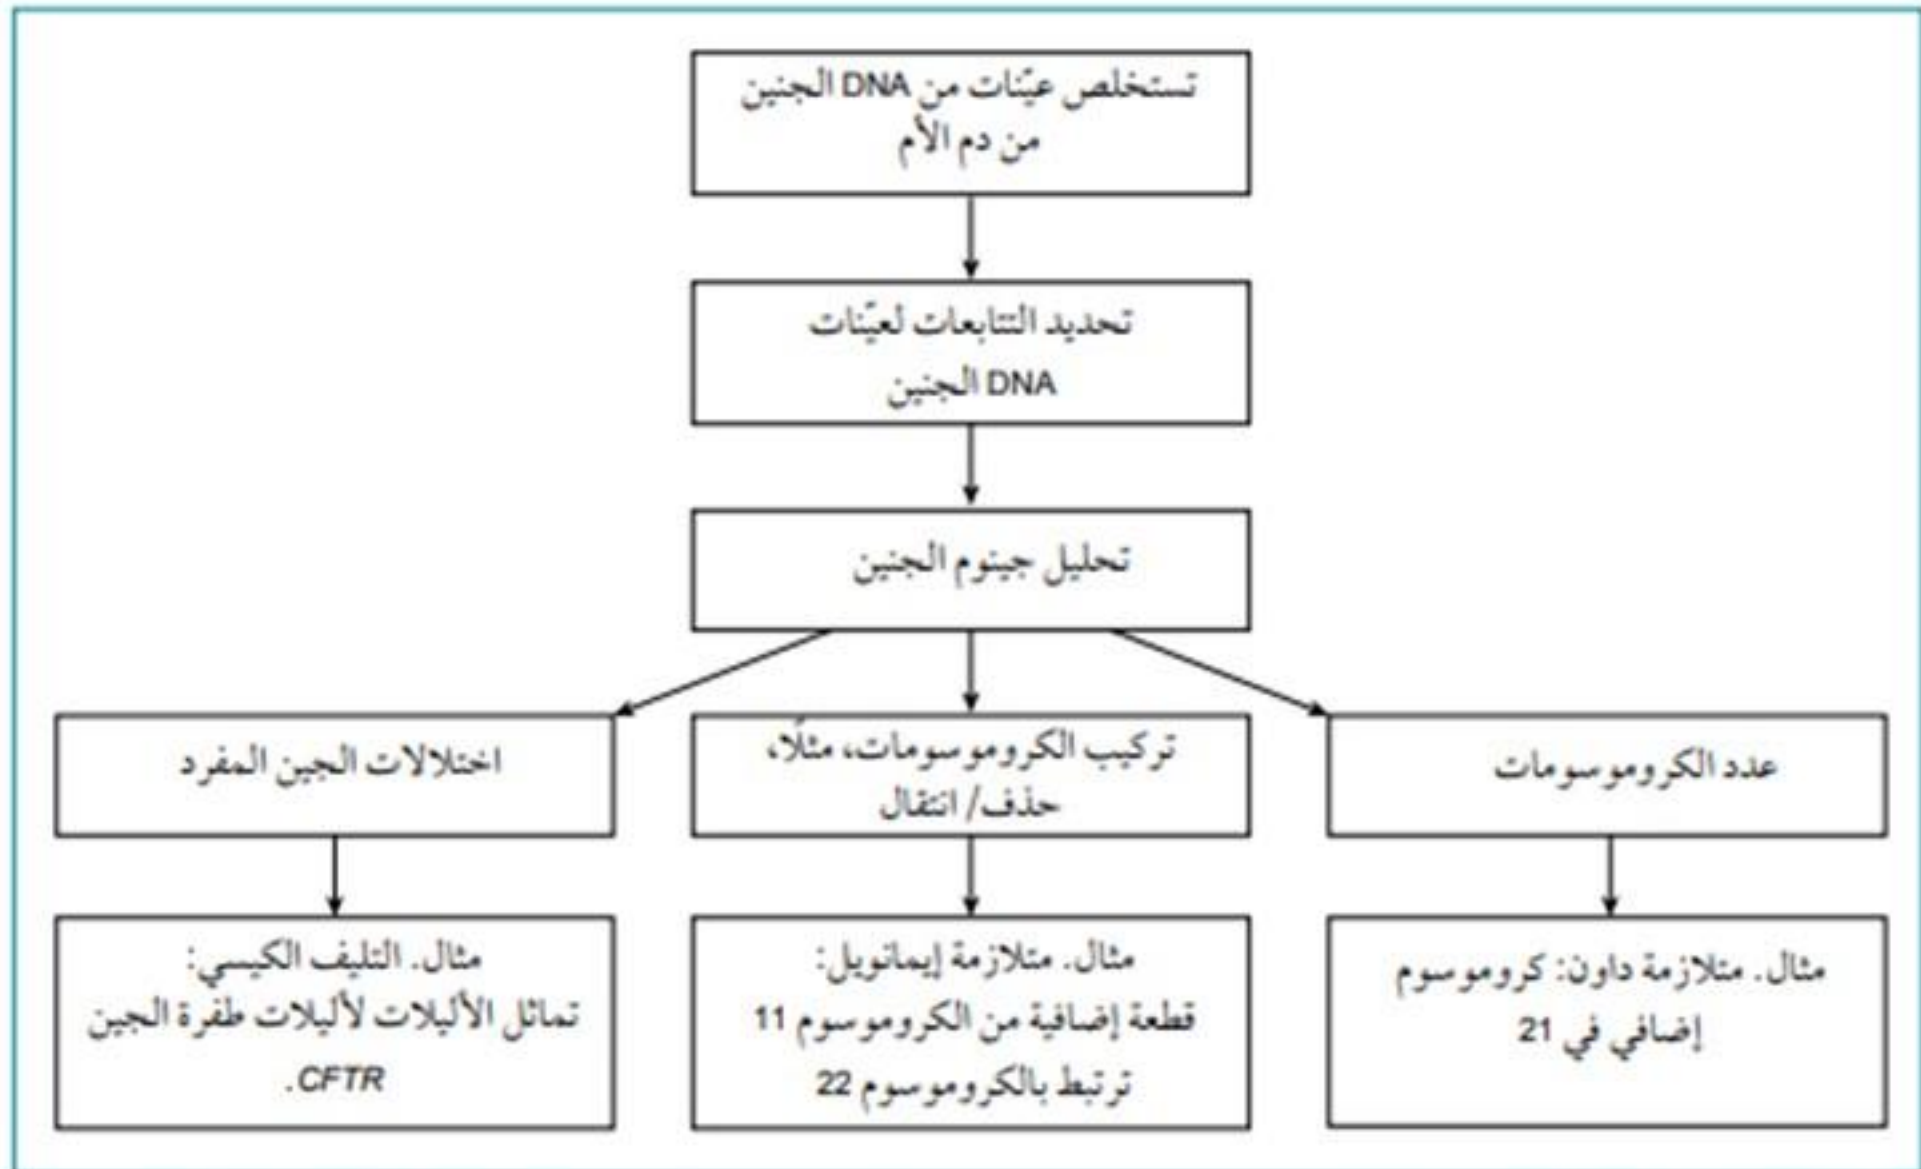 تستخلص عيّنات من DNA الجنين
من دم الأم
تحديد التتابعات لعيّنات
DNA الجنين
تحليل جينوم الجنين
عدد الكروموسومات
تركيب الكروموسومات، مثلًا،
حذف/ انتقال
اختلالات الجين المفرد
مثال. متلازمة داون: كروموسوم
إضافي في 21
مثال. متلازمة إيمانويل:
قطعة إضافية من الكروموسوم 11
ترتبط بالكروموسوم 22
مثال. التليف الكيسي:
تماثل الأليلات لأليلات طفرة الجين
CFTR.